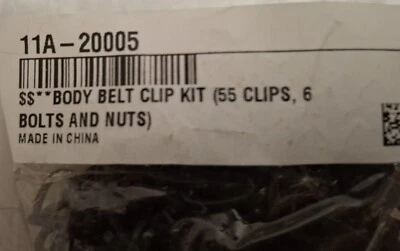 11A-20005
SS**BODY BELT CLIP KIT (55 CLIPS, 6
BOLTS AND NUTS)
MADE IN CHINA